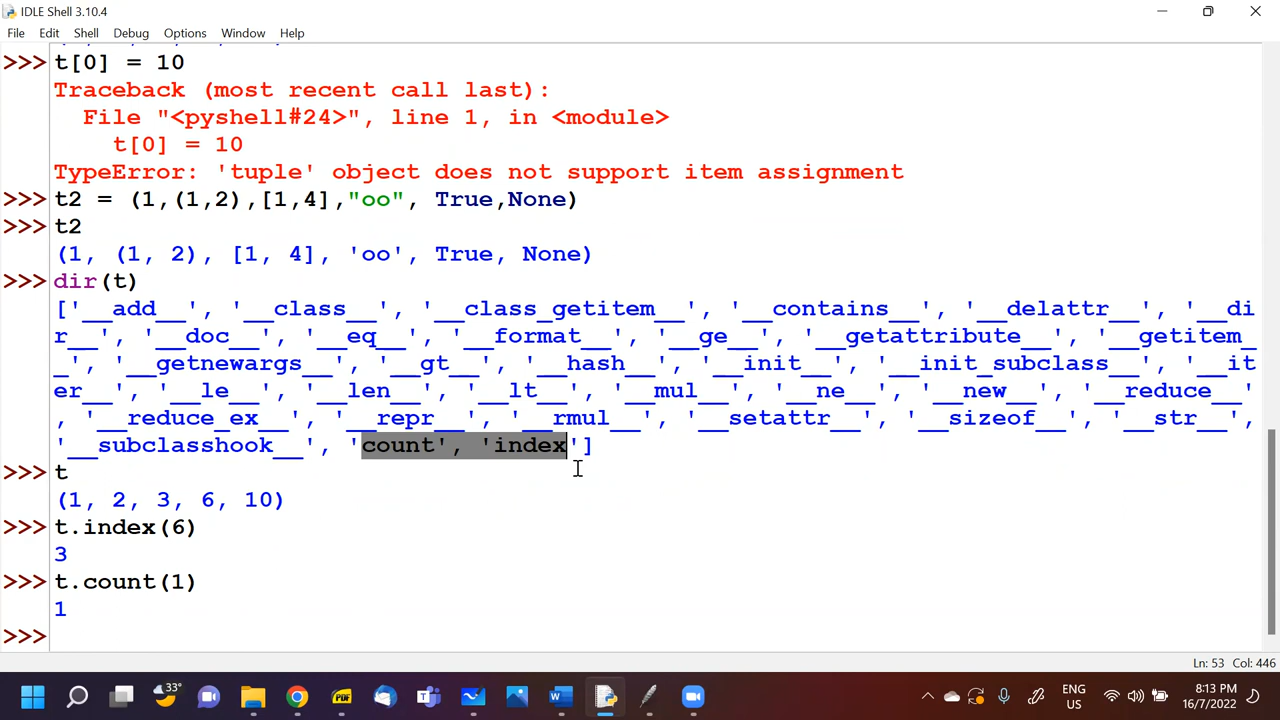 IDLE Shell 3.10.4
File Edit Shell Debug Options Window Help
>>> t[0] = 10
Traceback (most recent call last):
  File "<pyshell#24>", line 1, in <module>
    t[0] = 10
TypeError: 'tuple' object does not support item assignment
>>> t2 = (1,(1,2),[1,4],"oo", True,None)
>>> t2
(1, (1, 2), [1, 4], 'oo', True, None)
>>> dir(t)
['__add__', '__class__', '__class_getitem__', '__contains__', '__delattr__', '__di
r__', '__doc__', '__eq__', '__format__', '__ge__', '__getattribute__', '__getitem_
_', '__getnewargs__', '__gt__', '__hash__', '__init__', '__init_subclass__', '__it
er__', '__le__', '__len__', '__lt__', '__mul__', '__ne__', '__new__', '__reduce__'
, '__reduce_ex__', '__repr__', '__rmul__', '__setattr__', '__sizeof__', '__str__',
'__subclasshook__', 'count', 'index']
>>> t
(1, 2, 3, 6, 10)
>>> t.index(6)
3
>>> t.count(1)
1
>>>
Ln: 53 Col: 446
33°
PDF
ENG
US
8:13 PM
16/7/2022